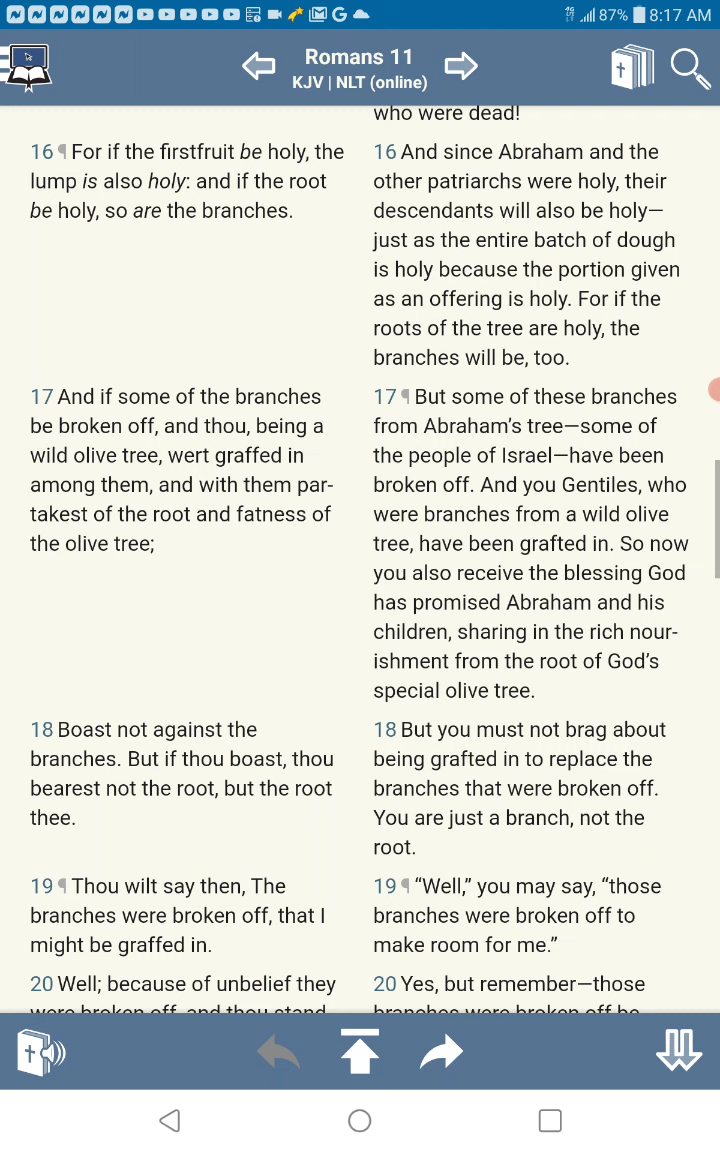 87% 8:17 AM
Romans 11
KJV | NLT (online)
who were dead!
16 ¶ For if the firstfruit be holy, the
lump is also holy: and if the root
be holy, so are the branches.
16 And since Abraham and the
other patriarchs were holy, their
descendants will also be holy—
just as the entire batch of dough
is holy because the portion given
as an offering is holy. For if the
roots of the tree are holy, the
branches will be, too.
17 And if some of the branches
be broken off, and thou, being a
wild olive tree, wert graffed in
among them, and with them par-
takest of the root and fatness of
the olive tree;
17 ¶ But some of these branches
from Abraham’s tree—some of
the people of Israel—have been
broken off. And you Gentiles, who
were branches from a wild olive
tree, have been grafted in. So now
you also receive the blessing God
has promised Abraham and his
children, sharing in the rich nour-
ishment from the root of God’s
special olive tree.
18 Boast not against the
branches. But if thou boast, thou
bearest not the root, but the root
thee.
18 But you must not brag about
being grafted in to replace the
branches that were broken off.
You are just a branch, not the
root.
19 ¶ Thou wilt say then, The
branches were broken off, that I
might be graffed in.
19 ¶ “Well,” you may say, “those
branches were broken off to
make room for me.”
20 Well; because of unbelief they
were broken off, and thou stand
20 Yes, but remember—those
branches were broken off be